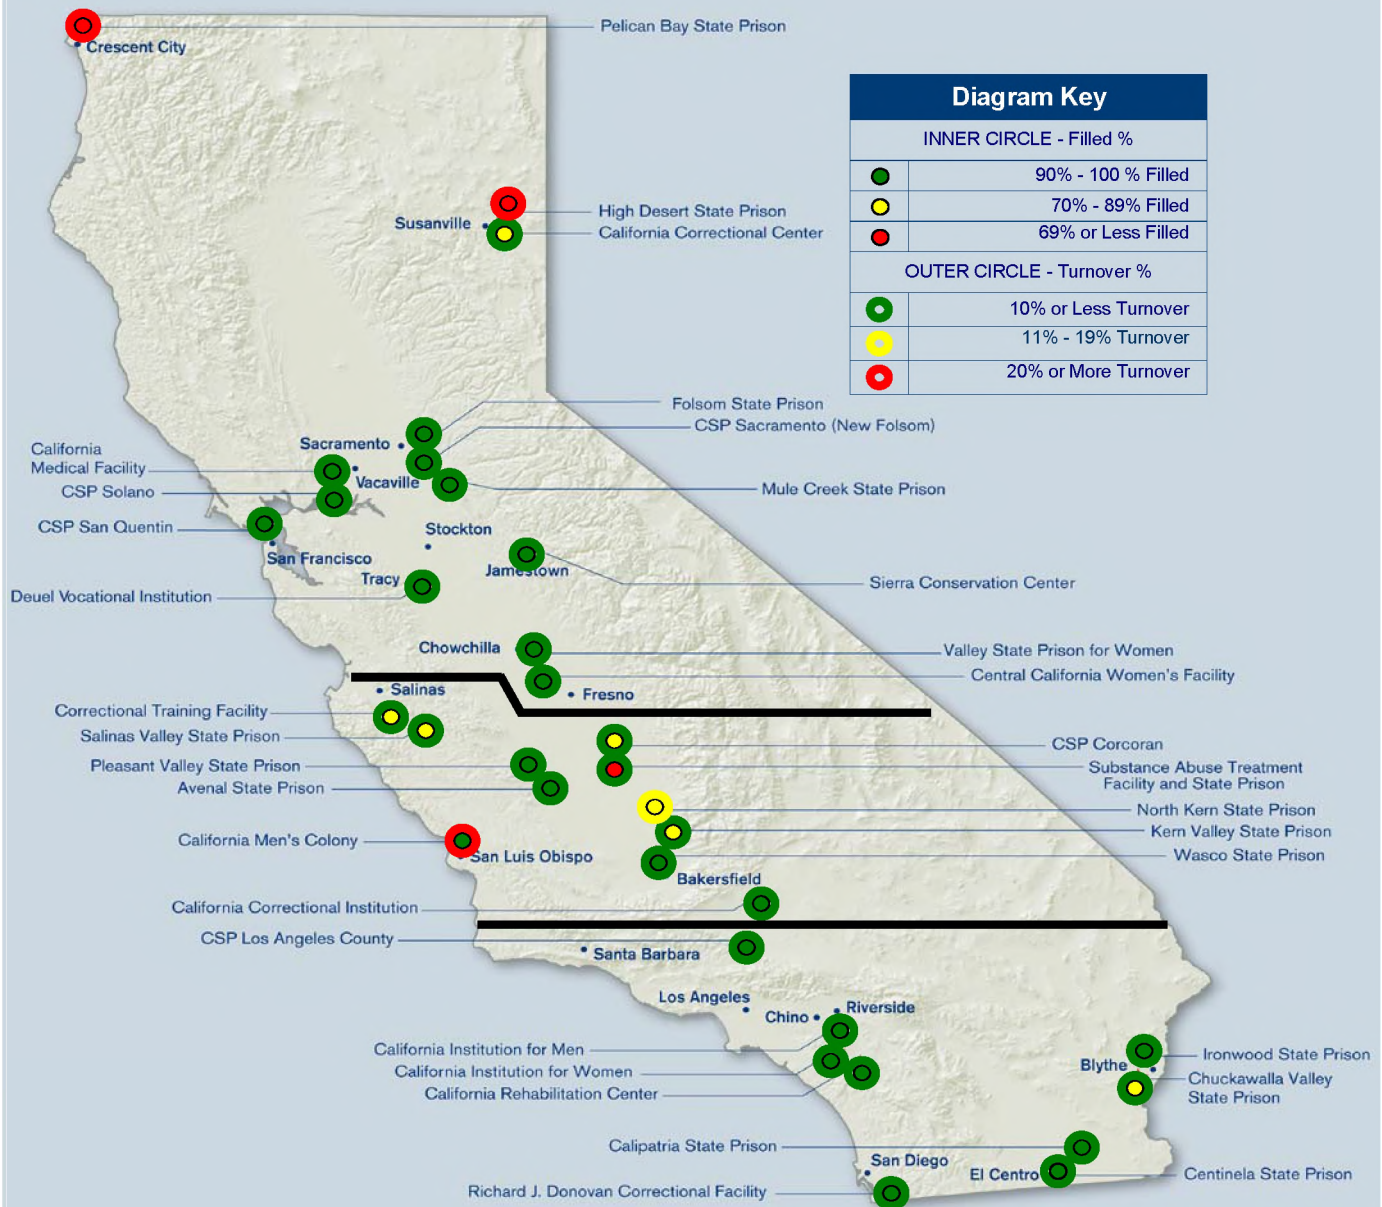 Pelican Bay State Prison
Crescent City
Diagram Key
INNER CIRCLE - Filled %
90% - 100 % Filled
70% - 89% Filled
69% or Less Filled
OUTER CIRCLE - Turnover %
10% or Less Turnover
11% - 19% Turnover
20% or More Turnover
High Desert State Prison
Susanville
California Correctional Center
Folsom State Prison
CSP Sacramento (New Folsom)
Sacramento
California
Medical Facility
Vacaville
CSP Solano
Mule Creek State Prison
CSP San Quentin
Stockton
San Francisco
Jamestown
Tracy
Sierra Conservation Center
Deuel Vocational Institution
Chowchilla
Valley State Prison for Women
Central California Women's Facility
Salinas
Fresno
Correctional Training Facility
Salinas Valley State Prison
CSP Corcoran
Pleasant Valley State Prison
Substance Abuse Treatment
Facility and State Prison
Avenal State Prison
North Kern State Prison
Kern Valley State Prison
California Men's Colony
San Luis Obispo
Wasco State Prison
Bakersfield
California Correctional Institution
CSP Los Angeles County
Santa Barbara
Los Angeles
Riverside
Chino
California Institution for Men
Ironwood State Prison
Blythe
California Institution for Women
Chuckawalla Valley
State Prison
California Rehabilitation Center
Calipatria State Prison
San Diego
El Centro
Centinela State Prison
Richard J. Donovan Correctional Facility